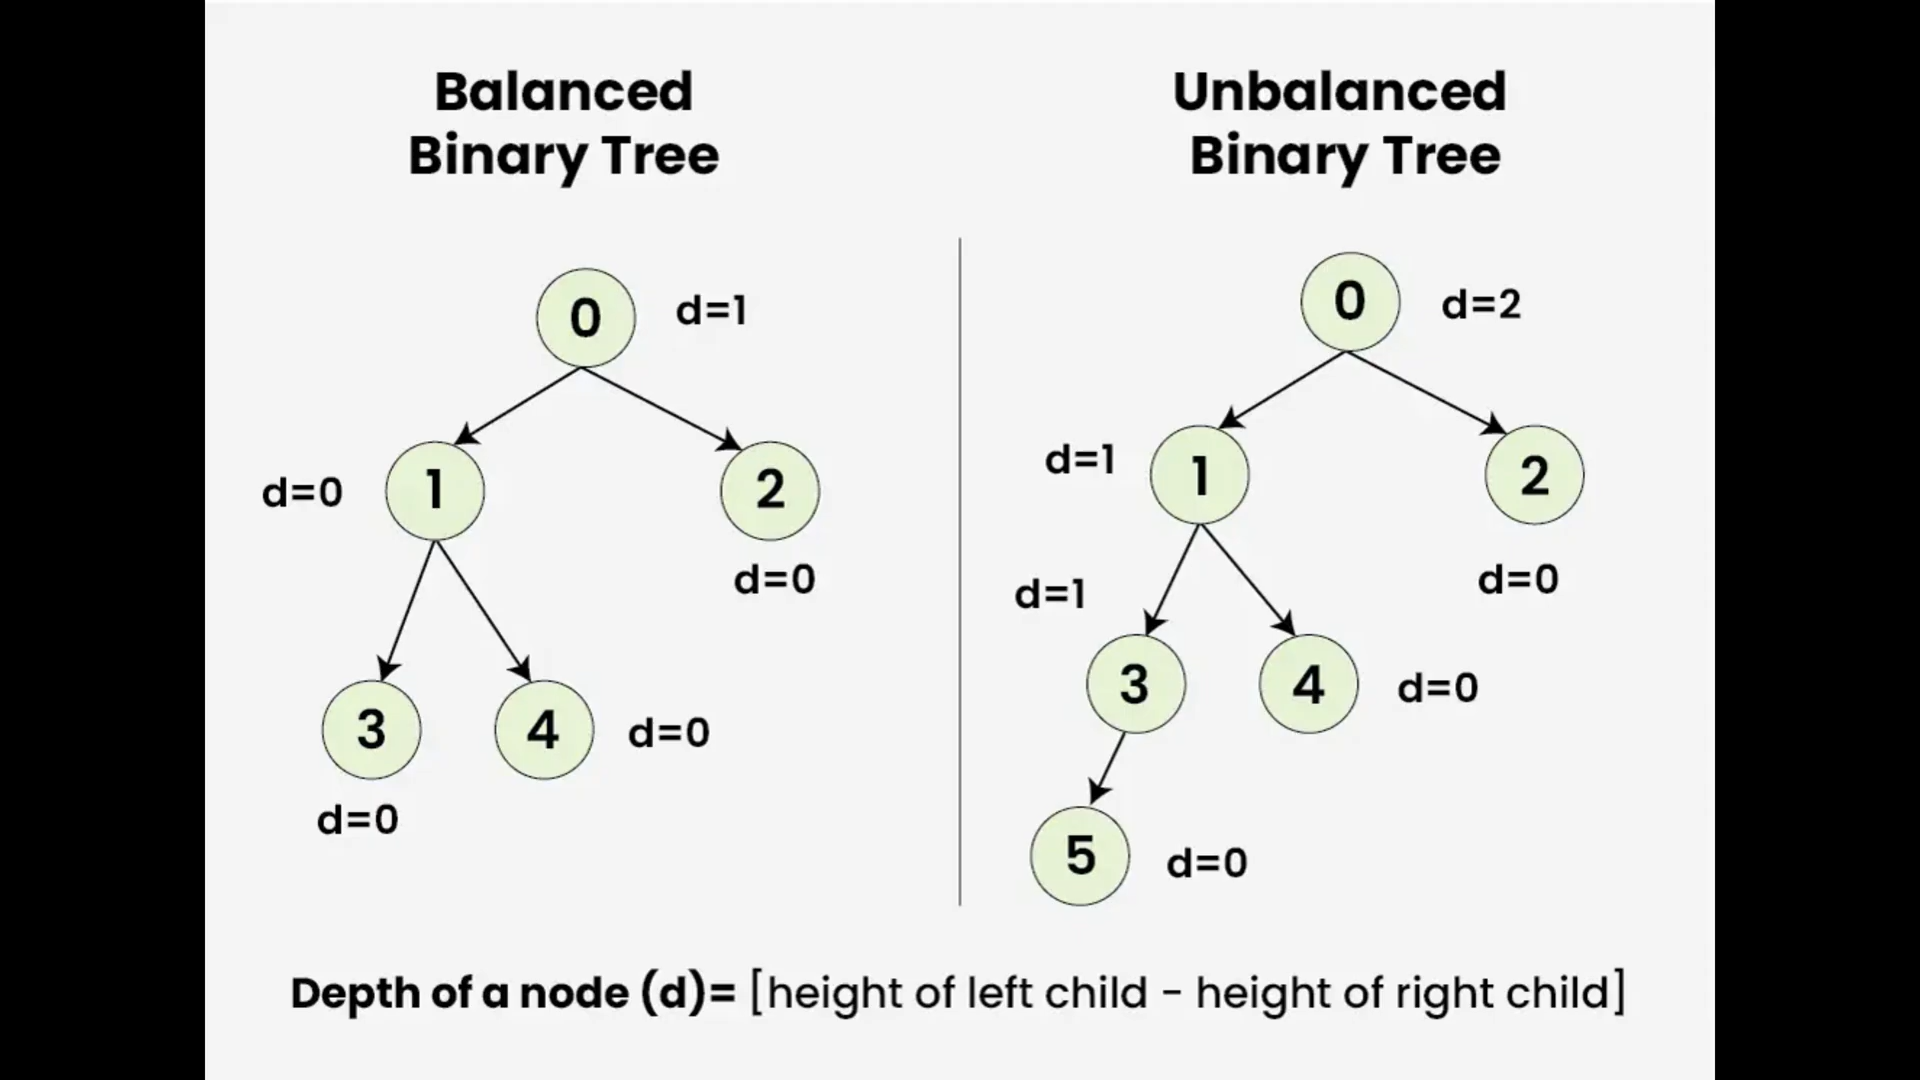 Balanced
Binary Tree
0
d=1
d=0
1
2
d=0
3
4
d=0
d=0
Unbalanced
Binary Tree
0
d=2
d=1
1
2
d=1
d=0
3
4
d=0
5
d=0
Depth of a node (d)= [height of left child - height of right child]